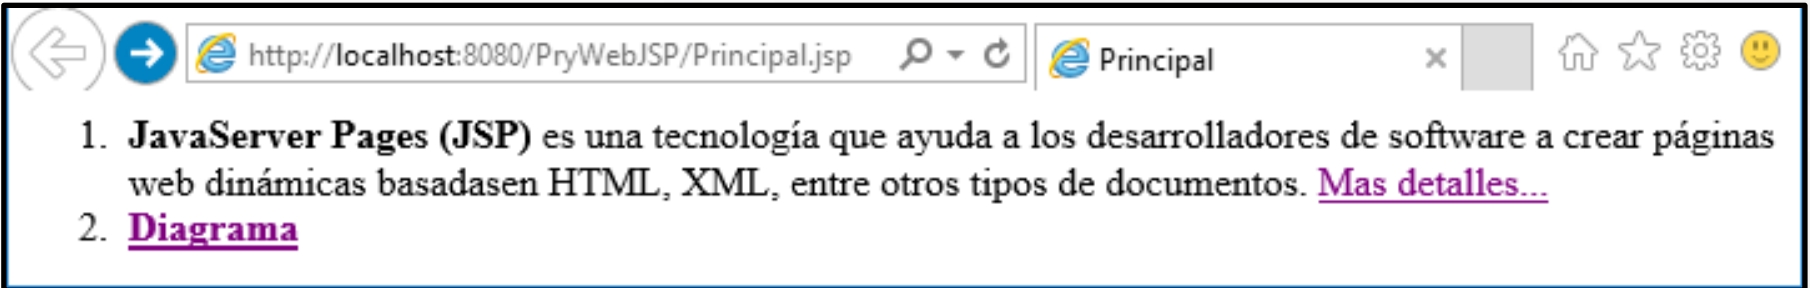 http://localhost:8080/PryWebJSP/Principal.jsp
Principal
1. JavaServer Pages (JSP) es una tecnología que ayuda a los desarrolladores de software a crear páginas
web dinámicas basadasen HTML, XML, entre otros tipos de documentos. Mas detalles...
2. Diagrama